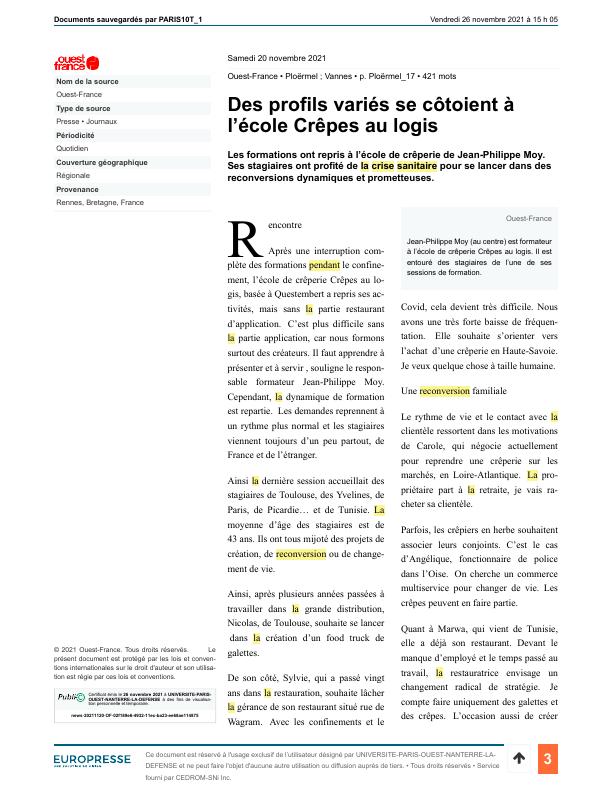 Documents sauvegardés par PARIS10T_1
Vendredi 26 novembre 2021 à 15 h 05
ouest
france
Nom de la source
Ouest-France
Type de source
Presse • Journaux
Périodicité
Quotidien
Couverture géographique
Régionale
Provenance
Rennes, Bretagne, France
Samedi 20 novembre 2021
Ouest-France • Ploërmel ; Vannes • p. Ploërmel_17 • 421 mots
Des profils variés se côtoient à
l'école Crêpes au logis
Les formations ont repris à l'école de crêperie de Jean-Philippe Moy.
Ses stagiaires ont profité de la crise sanitaire pour se lancer dans des
reconversions dynamiques et prometteuses.
Rencontre
Après une interruption com-
plète des formations pendant le confine-
ment, l'école de crêperie Crêpes au lo-
gis, basée à Questembert a repris ses ac-
tivités, mais sans la partie restaurant
d'application. C'est plus difficile sans
la partie application, car nous formons
surtout des créateurs. Il faut apprendre à
présenter et à servir , souligne le respon-
sable formateur Jean-Philippe Moy.
Cependant, la dynamique de formation
est repartie. Les demandes reprennent à
un rythme plus normal et les stagiaires
viennent toujours d'un peu partout, de
France et de l'étranger.
Ainsi la dernière session accueillait des
stagiaires de Toulouse, des Yvelines, de
Paris, de Picardie… et de Tunisie. La
moyenne d'âge des stagiaires est de
43 ans. Ils ont tous mijoté des projets de
création, de reconversion ou de change-
ment de vie.
Ainsi, après plusieurs années passées à
travailler dans la grande distribution,
Nicolas, de Toulouse, souhaite se lancer
dans la création d'un food truck de
galettes.
De son côté, Sylvie, qui a passé vingt
ans dans la restauration, souhaite lâcher
la gérance de son restaurant situé rue de
Wagram. Avec les confinements et le
Ouest-France
Jean-Philippe Moy (au centre) est formateur
à l'école de crêperie Crêpes au logis. Il est
entouré des stagiaires de l'une de ses
sessions de formation.
Covid, cela devient très difficile. Nous
avons une très forte baisse de fréquen-
tation. Elle souhaite s'orienter vers
l'achat d'une crêperie en Haute-Savoie.
Je veux quelque chose à taille humaine.
Une reconversion familiale
Le rythme de vie et le contact avec la
clientèle ressortent dans les motivations
de Carole, qui négocie actuellement
pour reprendre une crêperie sur les
marchés, en Loire-Atlantique. La pro-
priétaire part à la retraite, je vais ra-
cheter sa clientèle.
Parfois, les crêpiers en herbe souhaitent
associer leurs conjoints. C'est le cas
d'Angélique, fonctionnaire de police
dans l'Oise. On cherche un commerce
multiservice pour changer de vie. Les
crêpes peuvent en faire partie.
Quant à Marwa, qui vient de Tunisie,
elle a déjà son restaurant. Devant le
manque d'employé et le temps passé au
travail, la restauratrice envisage un
changement radical de stratégie. Je
compte faire uniquement des galettes et
des crêpes. L'occasion aussi de créer
© 2021 Ouest-France. Tous droits réservés. Le
présent document est protégé par les lois et conven-
tions internationales sur le droit d'auteur et son utilisa-
tion est régie par ces lois et conventions.
Public
Certificat émis le 26 novembre 2021 à UNIVERSITE-PARIS-
OUEST-NANTERRE-LA-DEFENSE à des fins de visualisa-
tion personnelle et temporaire.
EUROPRESSE
Ce document est réservé à l'usage exclusif de l'utilisateur désigné par UNIVERSITE-PARIS-OUEST-NANTERRE-LA-
DEFENSE et ne peut faire l'objet d'aucune autre utilisation ou diffusion auprès de tiers. • Tous droits réservés • Service
fourni par CEDROM-SNi Inc.
3